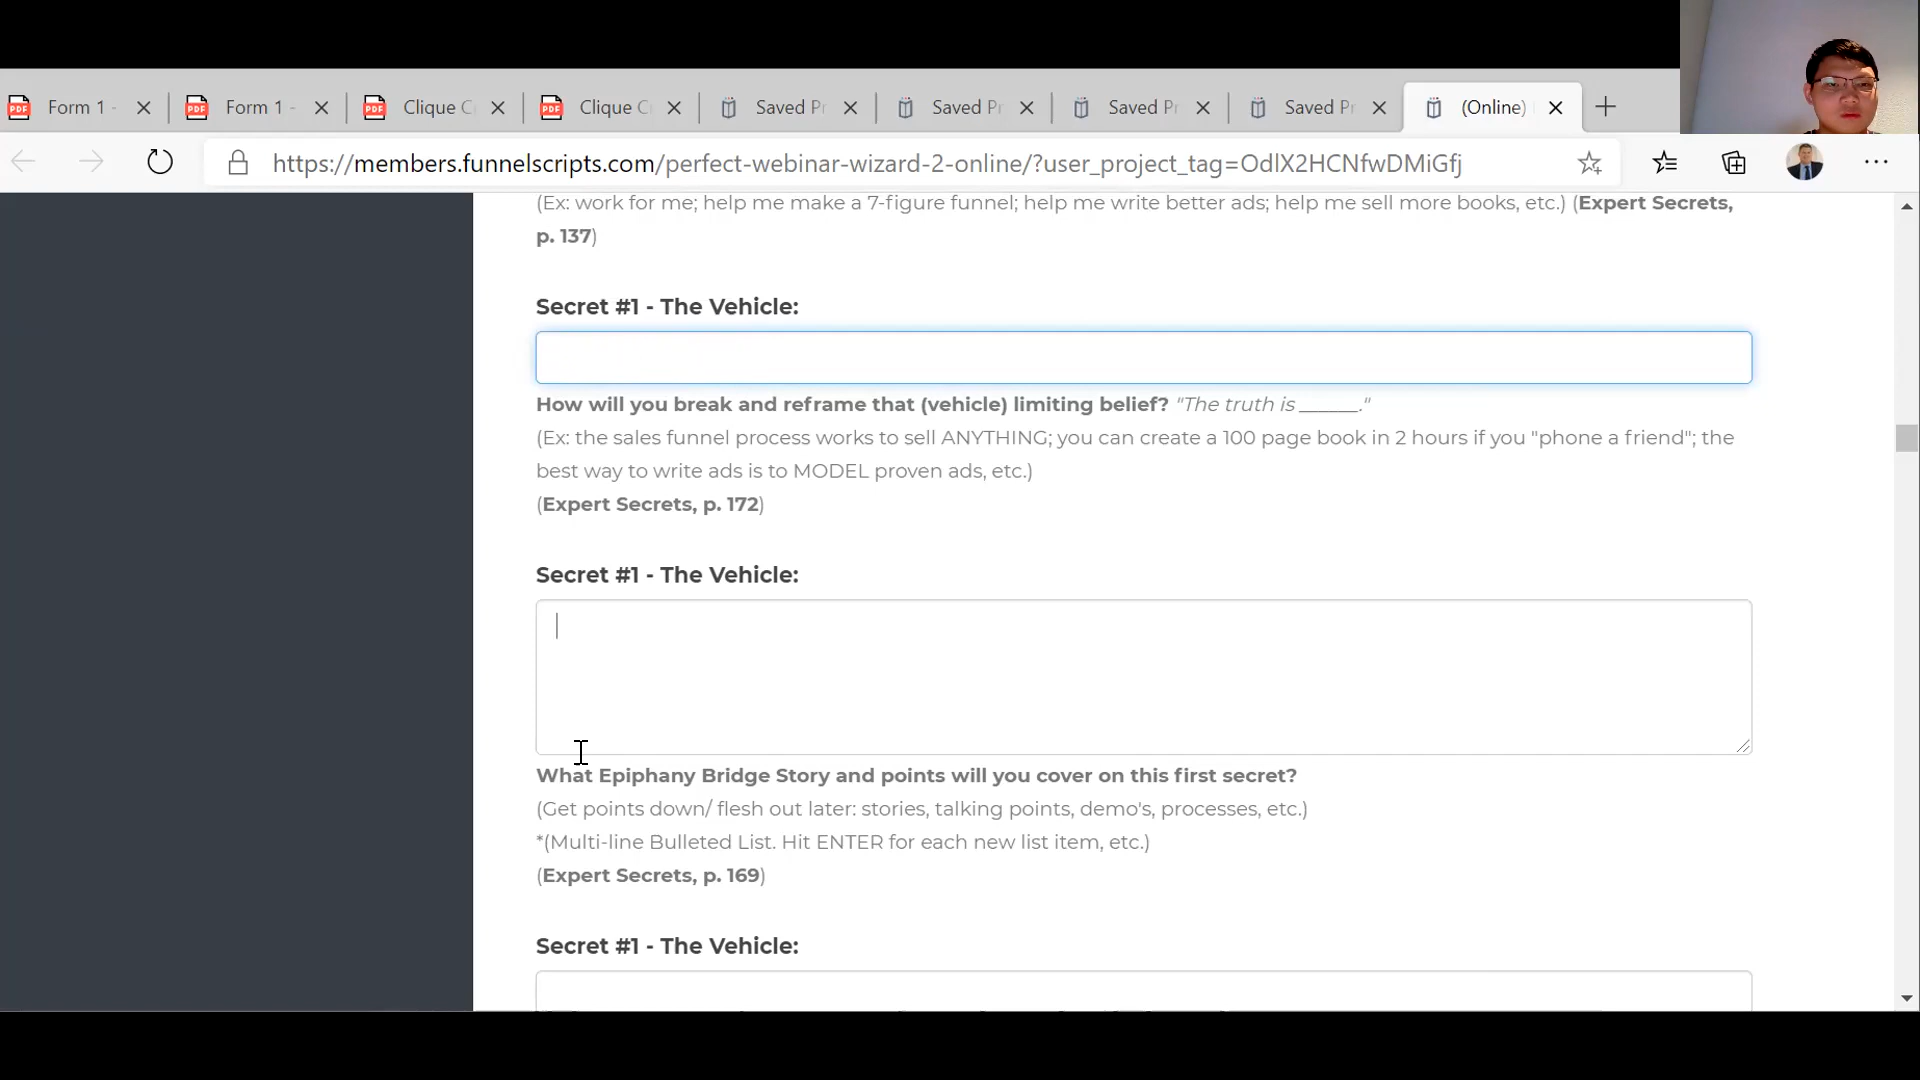 Form 1 -
Form 1 -
Clique C
Clique C
Saved Pr
Saved Pr
Saved Pr
Saved Pr
(Online)
https://members.funnelscripts.com/perfect-webinar-wizard-2-online/?user_project_tag=OdlX2HCNfwDMiGfj
(Ex: work for me; help me make a 7-figure funnel; help me write better ads; help me sell more books, etc.) (Expert Secrets,
p. 137)
Secret #1 - The Vehicle:
How will you break and reframe that (vehicle) limiting belief? "The truth is ______."
(Ex: the sales funnel process works to sell ANYTHING; you can create a 100 page book in 2 hours if you "phone a friend"; the
best way to write ads is to MODEL proven ads, etc.)
(Expert Secrets, p. 172)
Secret #1 - The Vehicle:
What Epiphany Bridge Story and points will you cover on this first secret?
(Get points down/ flesh out later: stories, talking points, demo's, processes, etc.)
*(Multi-line Bulleted List. Hit ENTER for each new list item, etc.)
(Expert Secrets, p. 169)
Secret #1 - The Vehicle: